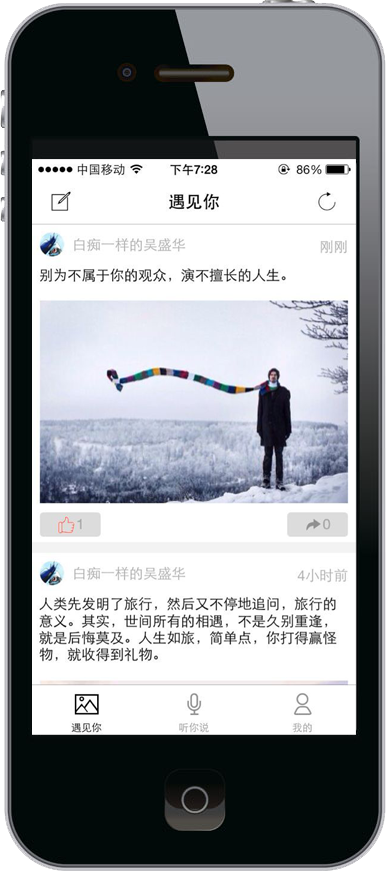 中国移动 下午7:28 86%
遇见你
白痴一样的吴盛华 刚刚
别为不属于你的观众，演不擅长的人生。
1 0
白痴一样的吴盛华 4小时前
人类先发明了旅行，然后又不停地追问，旅行的
意义。其实，世间所有的相遇，不是久别重逢，
就是后悔莫及。人生如旅，简单点，你打得赢怪
物，就收得到礼物。
遇见你 听你说 我的